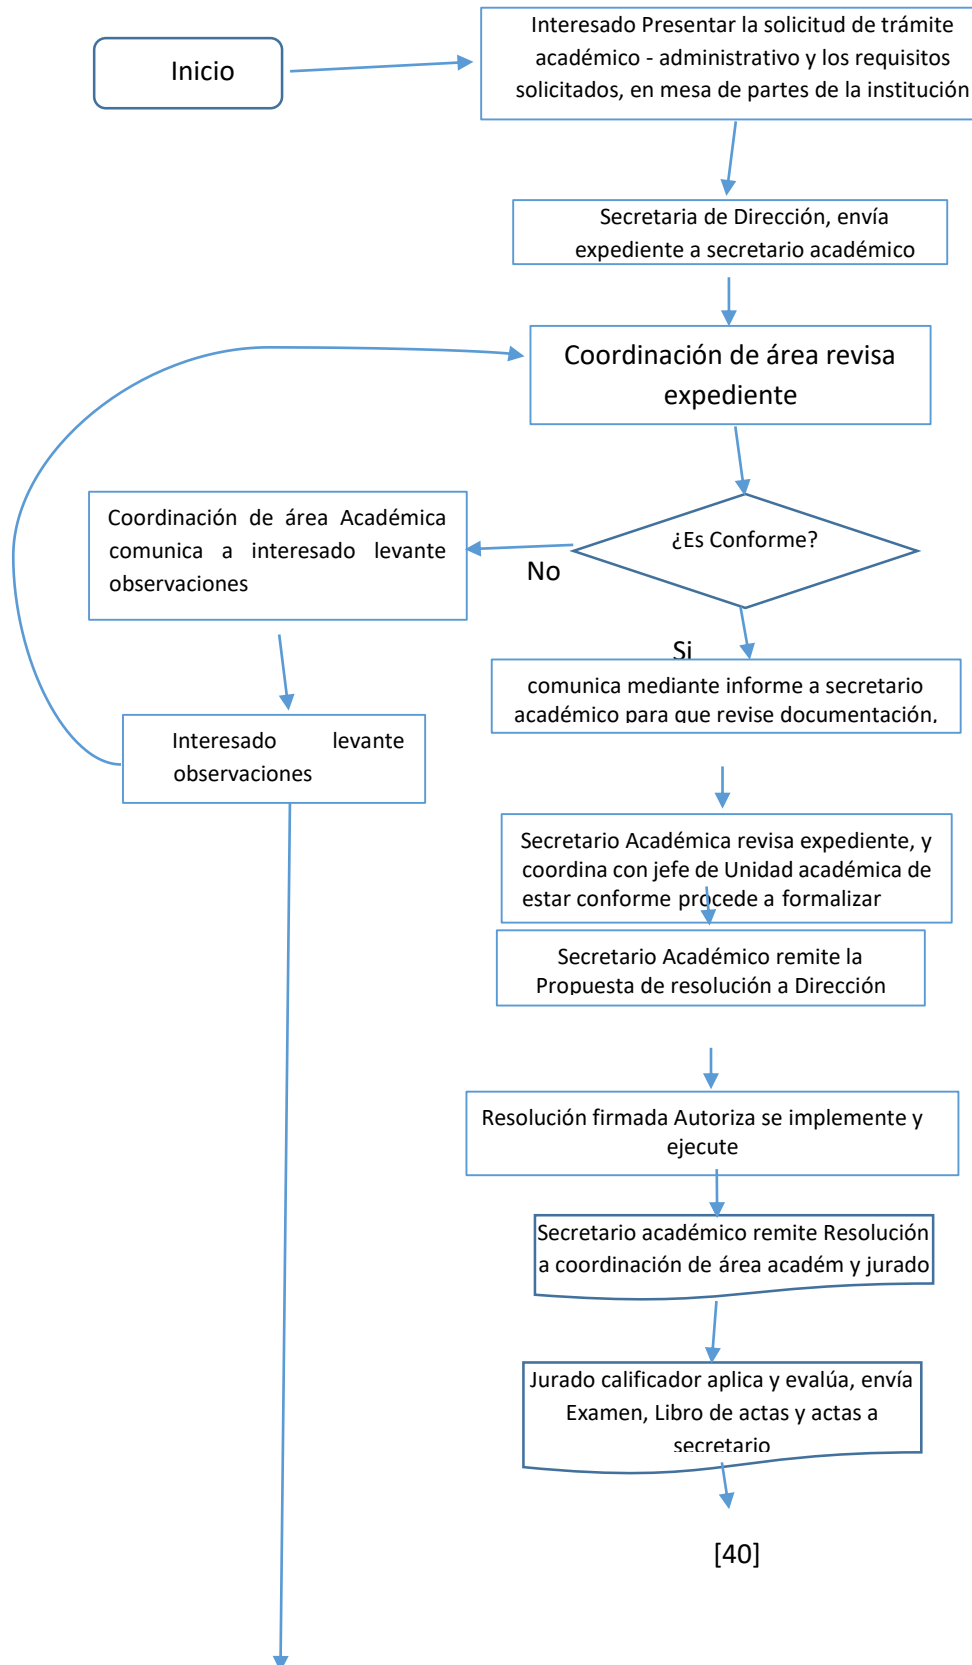 Interesado Presentar la solicitud de trámite
académico - administrativo y los requisitos
solicitados, en mesa de partes de la institución
Inicio
Secretaria de Dirección, envía
expediente a secretario académico
Coordinación de área revisa
expediente
¿Es Conforme?
No
Coordinación de área Académica
comunica a interesado levante
observaciones
Si
comunica mediante informe a secretario
académico para que revise documentación,
Interesado levante
observaciones
Secretario Académica revisa expediente, y
coordina con jefe de Unidad académica de
estar conforme procede a formalizar
Secretario Académico remite la
Propuesta de resolución a Dirección
Resolución firmada Autoriza se implemente y
ejecute
Secretario académico remite Resolución
a coordinación de área académ y jurado
Jurado calificador aplica y evalúa, envía
Examen, Libro de actas y actas a
secretario
[40]